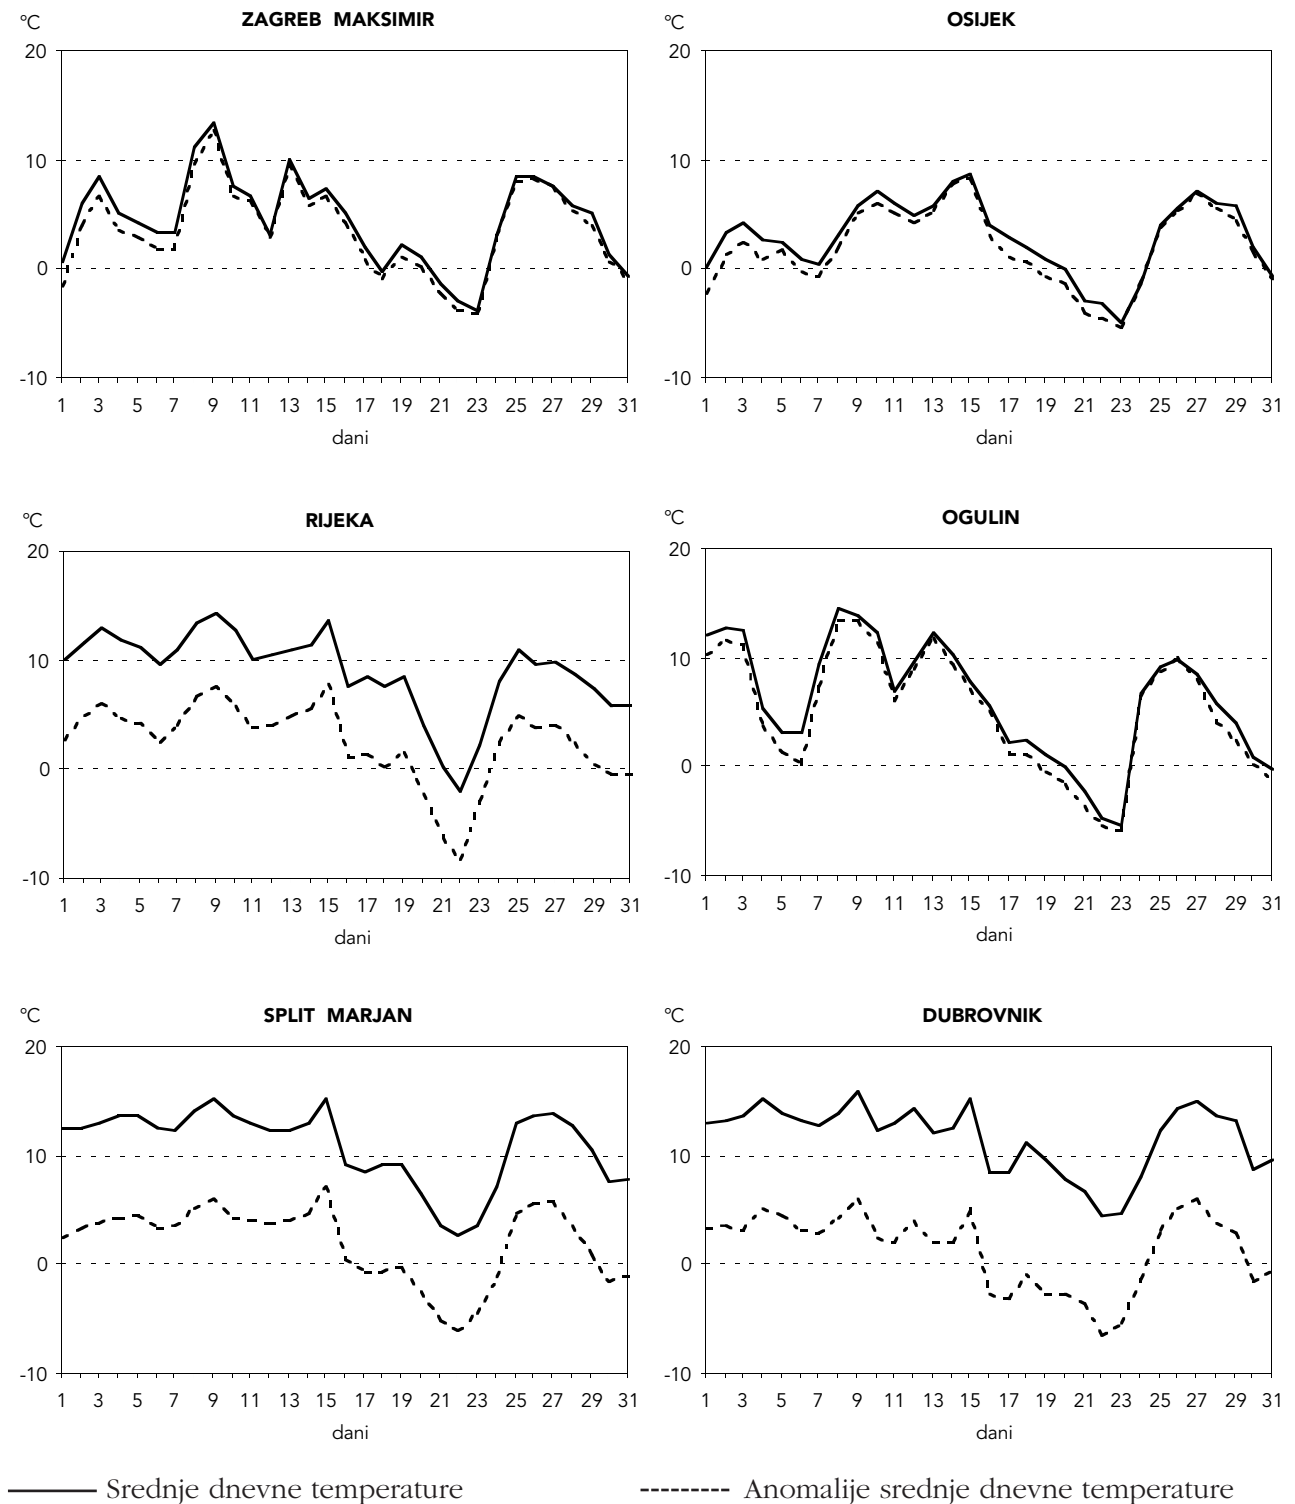 °C ZAGREB MAKSIMIR
20
10
0
-10
1 3 5 7 9 11 13 15 17 19 21 23 25 27 29 31
dani
°C OSIJEK
20
10
0
-10
1 3 5 7 9 11 13 15 17 19 21 23 25 27 29 31
dani
°C RIJEKA
20
10
0
-10
1 3 5 7 9 11 13 15 17 19 21 23 25 27 29 31
dani
°C OGULIN
20
10
0
-10
1 3 5 7 9 11 13 15 17 19 21 23 25 27 29 31
dani
°C SPLIT MARJAN
20
10
0
-10
1 3 5 7 9 11 13 15 17 19 21 23 25 27 29 31
dani
°C DUBROVNIK
20
10
0
-10
1 3 5 7 9 11 13 15 17 19 21 23 25 27 29 31
dani
Srednje dnevne temperature
Anomalije srednje dnevne temperature